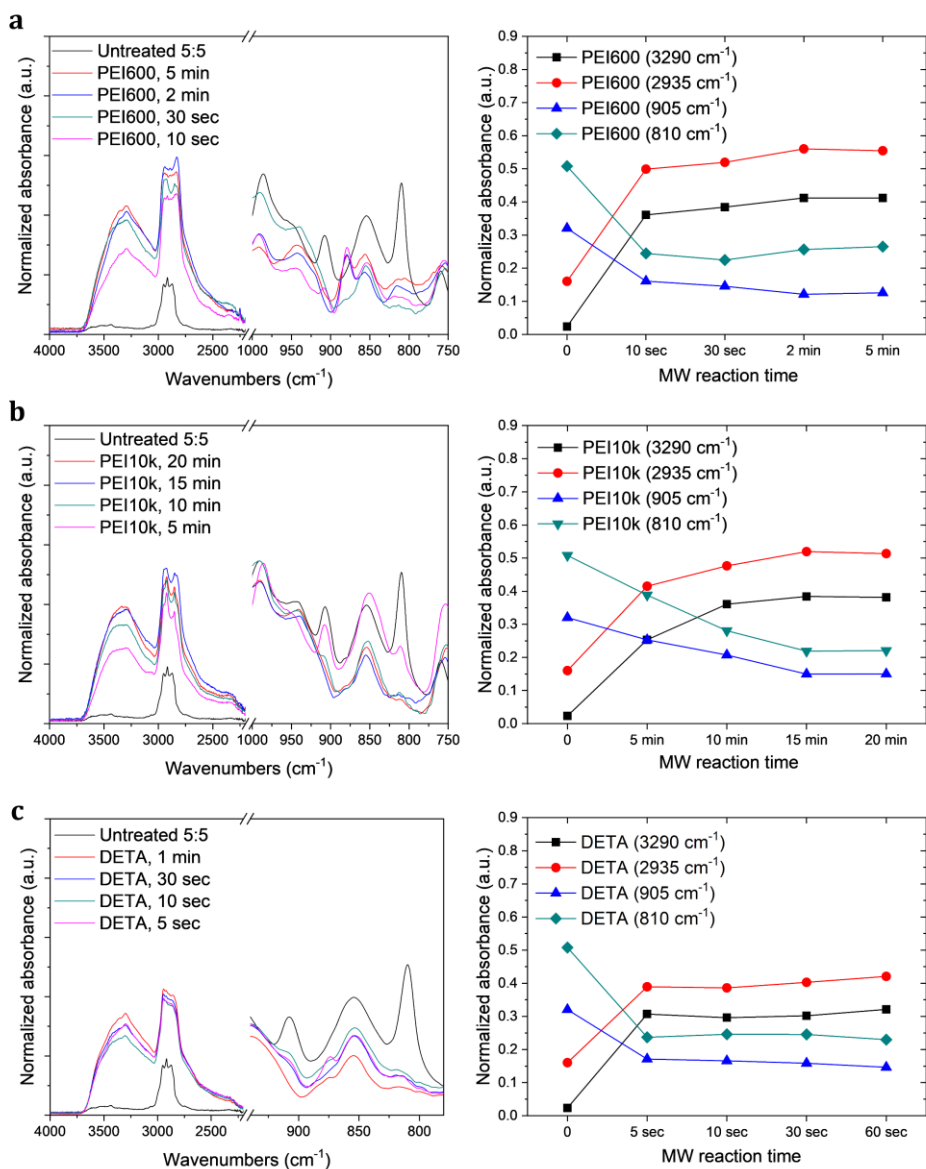 a
Normalized absorbance (a.u.)
Untreated 5:5
PEI600, 5 min
PEI600, 2 min
PEI600, 30 sec
PEI600, 10 sec
4000 3500 3000 2500 2100 950 900 850 800 750
Wavenumbers (cm⁻¹)
Normalized absorbance (a.u.)
0.9
0.8
0.7
0.6
0.5
0.4
0.3
0.2
0.1
0.0
PEI600 (3290 cm⁻¹)
PEI600 (2935 cm⁻¹)
PEI600 (905 cm⁻¹)
PEI600 (810 cm⁻¹)
0 10 sec 30 sec 2 min 5 min
MW reaction time
b
Normalized absorbance (a.u.)
Untreated 5:5
PEI10k, 20 min
PEI10k, 15 min
PEI10k, 10 min
PEI10k, 5 min
4000 3500 3000 2500 950 900 850 800 750
Wavenumbers (cm⁻¹)
Normalized absorbance (a.u.)
0.9
0.8
0.7
0.6
0.5
0.4
0.3
0.2
0.1
0.0
PEI10k (3290 cm⁻¹)
PEI10k (2935 cm⁻¹)
PEI10k (905 cm⁻¹)
PEI10k (810 cm⁻¹)
0 5 min 10 min 15 min 20 min
MW reaction time
c
Normalized absorbance (a.u.)
Untreated 5:5
DETA, 1 min
DETA, 30 sec
DETA, 10 sec
DETA, 5 sec
4000 3500 3000 2500 900 850 800
Wavenumbers (cm⁻¹)
Normalized absorbance (a.u.)
0.9
0.8
0.7
0.6
0.5
0.4
0.3
0.2
0.1
0.0
DETA (3290 cm⁻¹)
DETA (2935 cm⁻¹)
DETA (905 cm⁻¹)
DETA (810 cm⁻¹)
0 5 sec 10 sec 30 sec 60 sec
MW reaction time